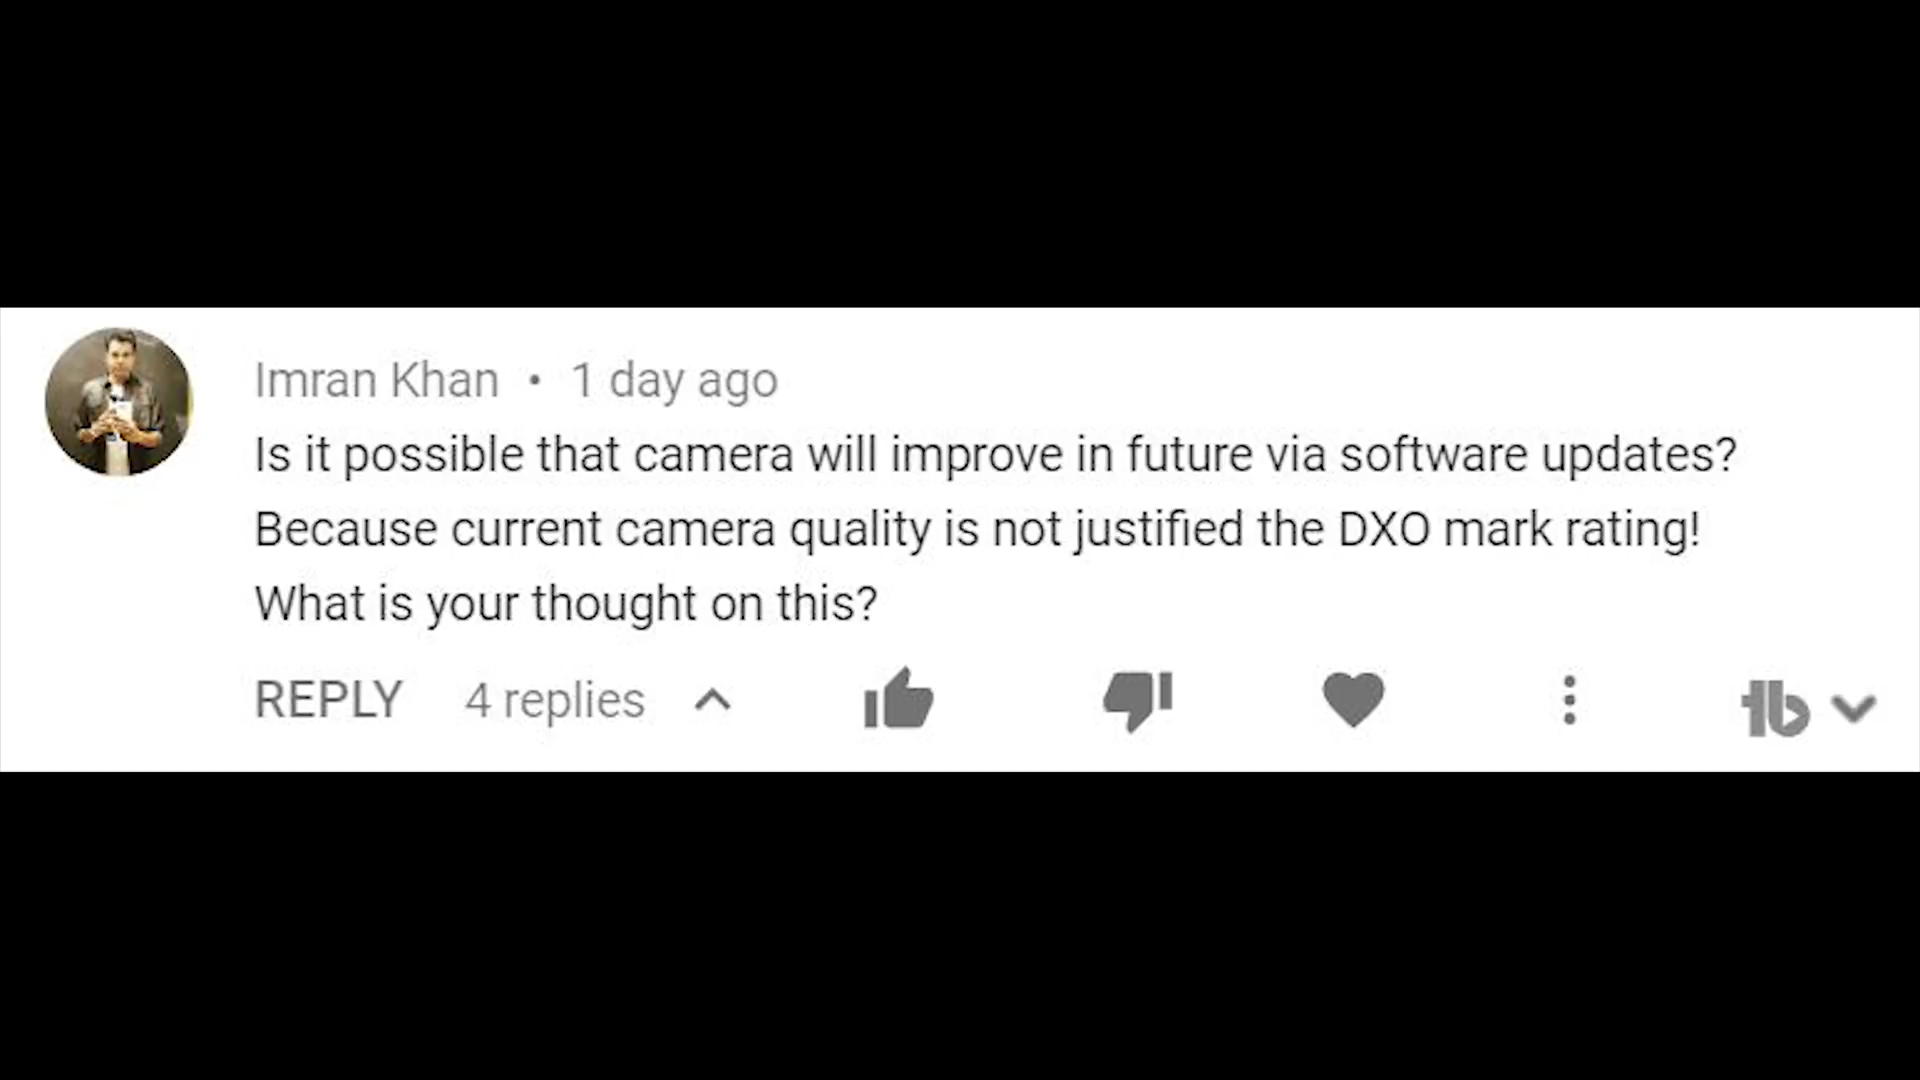 Imran Khan • 1 day ago
Is it possible that camera will improve in future via software updates?
Because current camera quality is not justified the DXO mark rating!
What is your thought on this?
REPLY 4 replies
tb